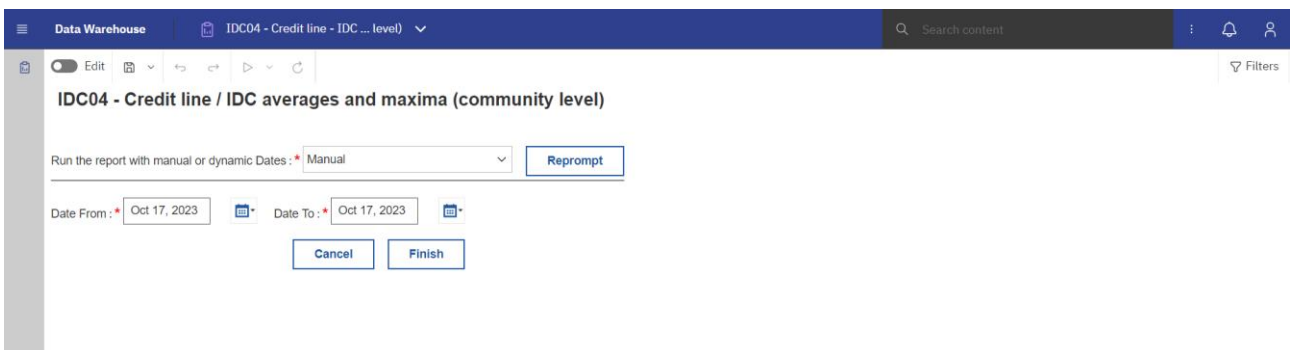 Data Warehouse IDC04 - Credit line - IDC ... level) Search content
Edit Filters
IDC04 - Credit line / IDC averages and maxima (community level)
Run the report with manual or dynamic Dates : * Manual Reprompt
Date From : * Oct 17, 2023 Date To : * Oct 17, 2023
Cancel Finish